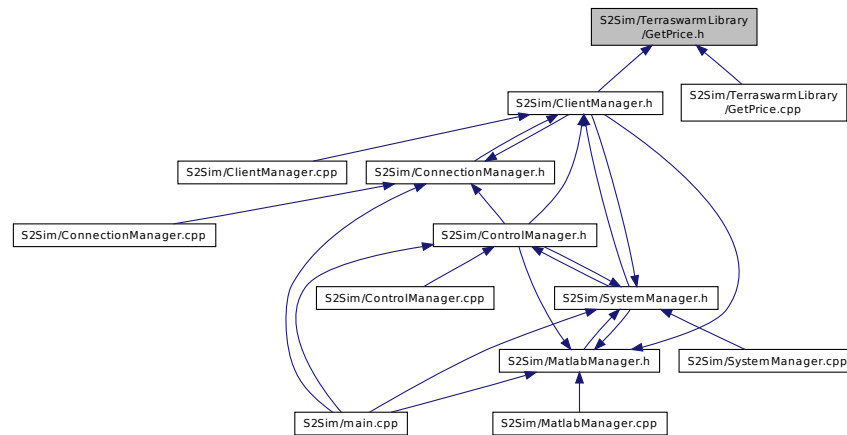 S2Sim/TerraswarmLibrary
/GetPrice.h
S2Sim/ClientManager.h
S2Sim/TerraswarmLibrary
/GetPrice.cpp
S2Sim/ClientManager.cpp
S2Sim/ConnectionManager.h
S2Sim/ConnectionManager.cpp
S2Sim/ControlManager.h
S2Sim/ControlManager.cpp
S2Sim/SystemManager.h
S2Sim/MatlabManager.h
S2Sim/SystemManager.cpp
S2Sim/main.cpp
S2Sim/MatlabManager.cpp